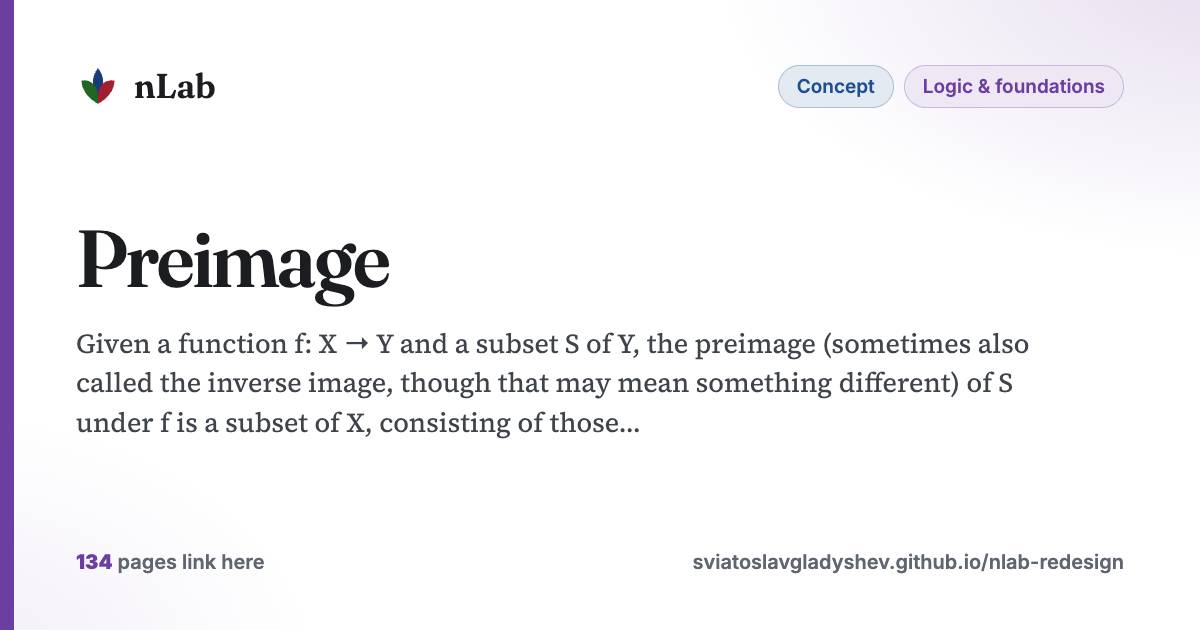 nLab
Concept
Logic & foundations
Preimage
Given a function f: X → Y and a subset S of Y, the preimage (sometimes also
called the inverse image, though that may mean something different) of S
under f is a subset of X, consisting of those...
134 pages link here
sviatoslavgladyshev.github.io/nlab-redesign